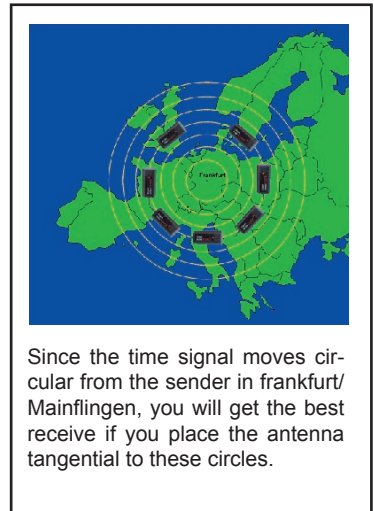 Frankfurt
Since the time signal moves cir-
cular from the sender in frankfurt/
Mainflingen, you will get the best
receive if you place the antenna
tangential to these circles.